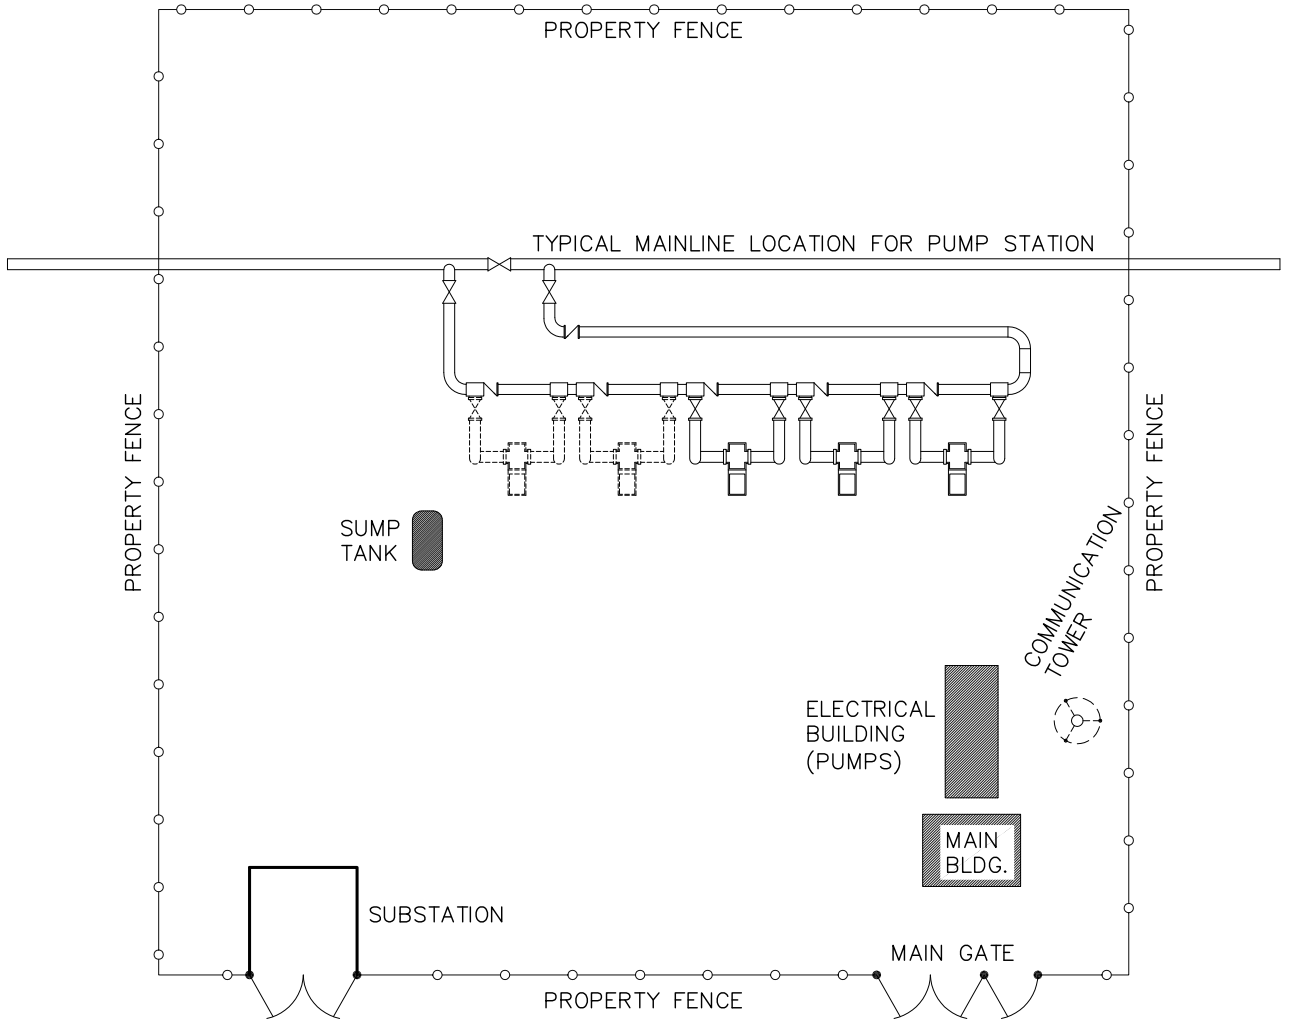 PROPERTY FENCE
TYPICAL MAINLINE LOCATION FOR PUMP STATION
PROPERTY FENCE
PROPERTY FENCE
SUMP
TANK
COMMUNICATION
TOWER
ELECTRICAL
BUILDING
(PUMPS)
MAIN
BLDG.
SUBSTATION
MAIN GATE
PROPERTY FENCE